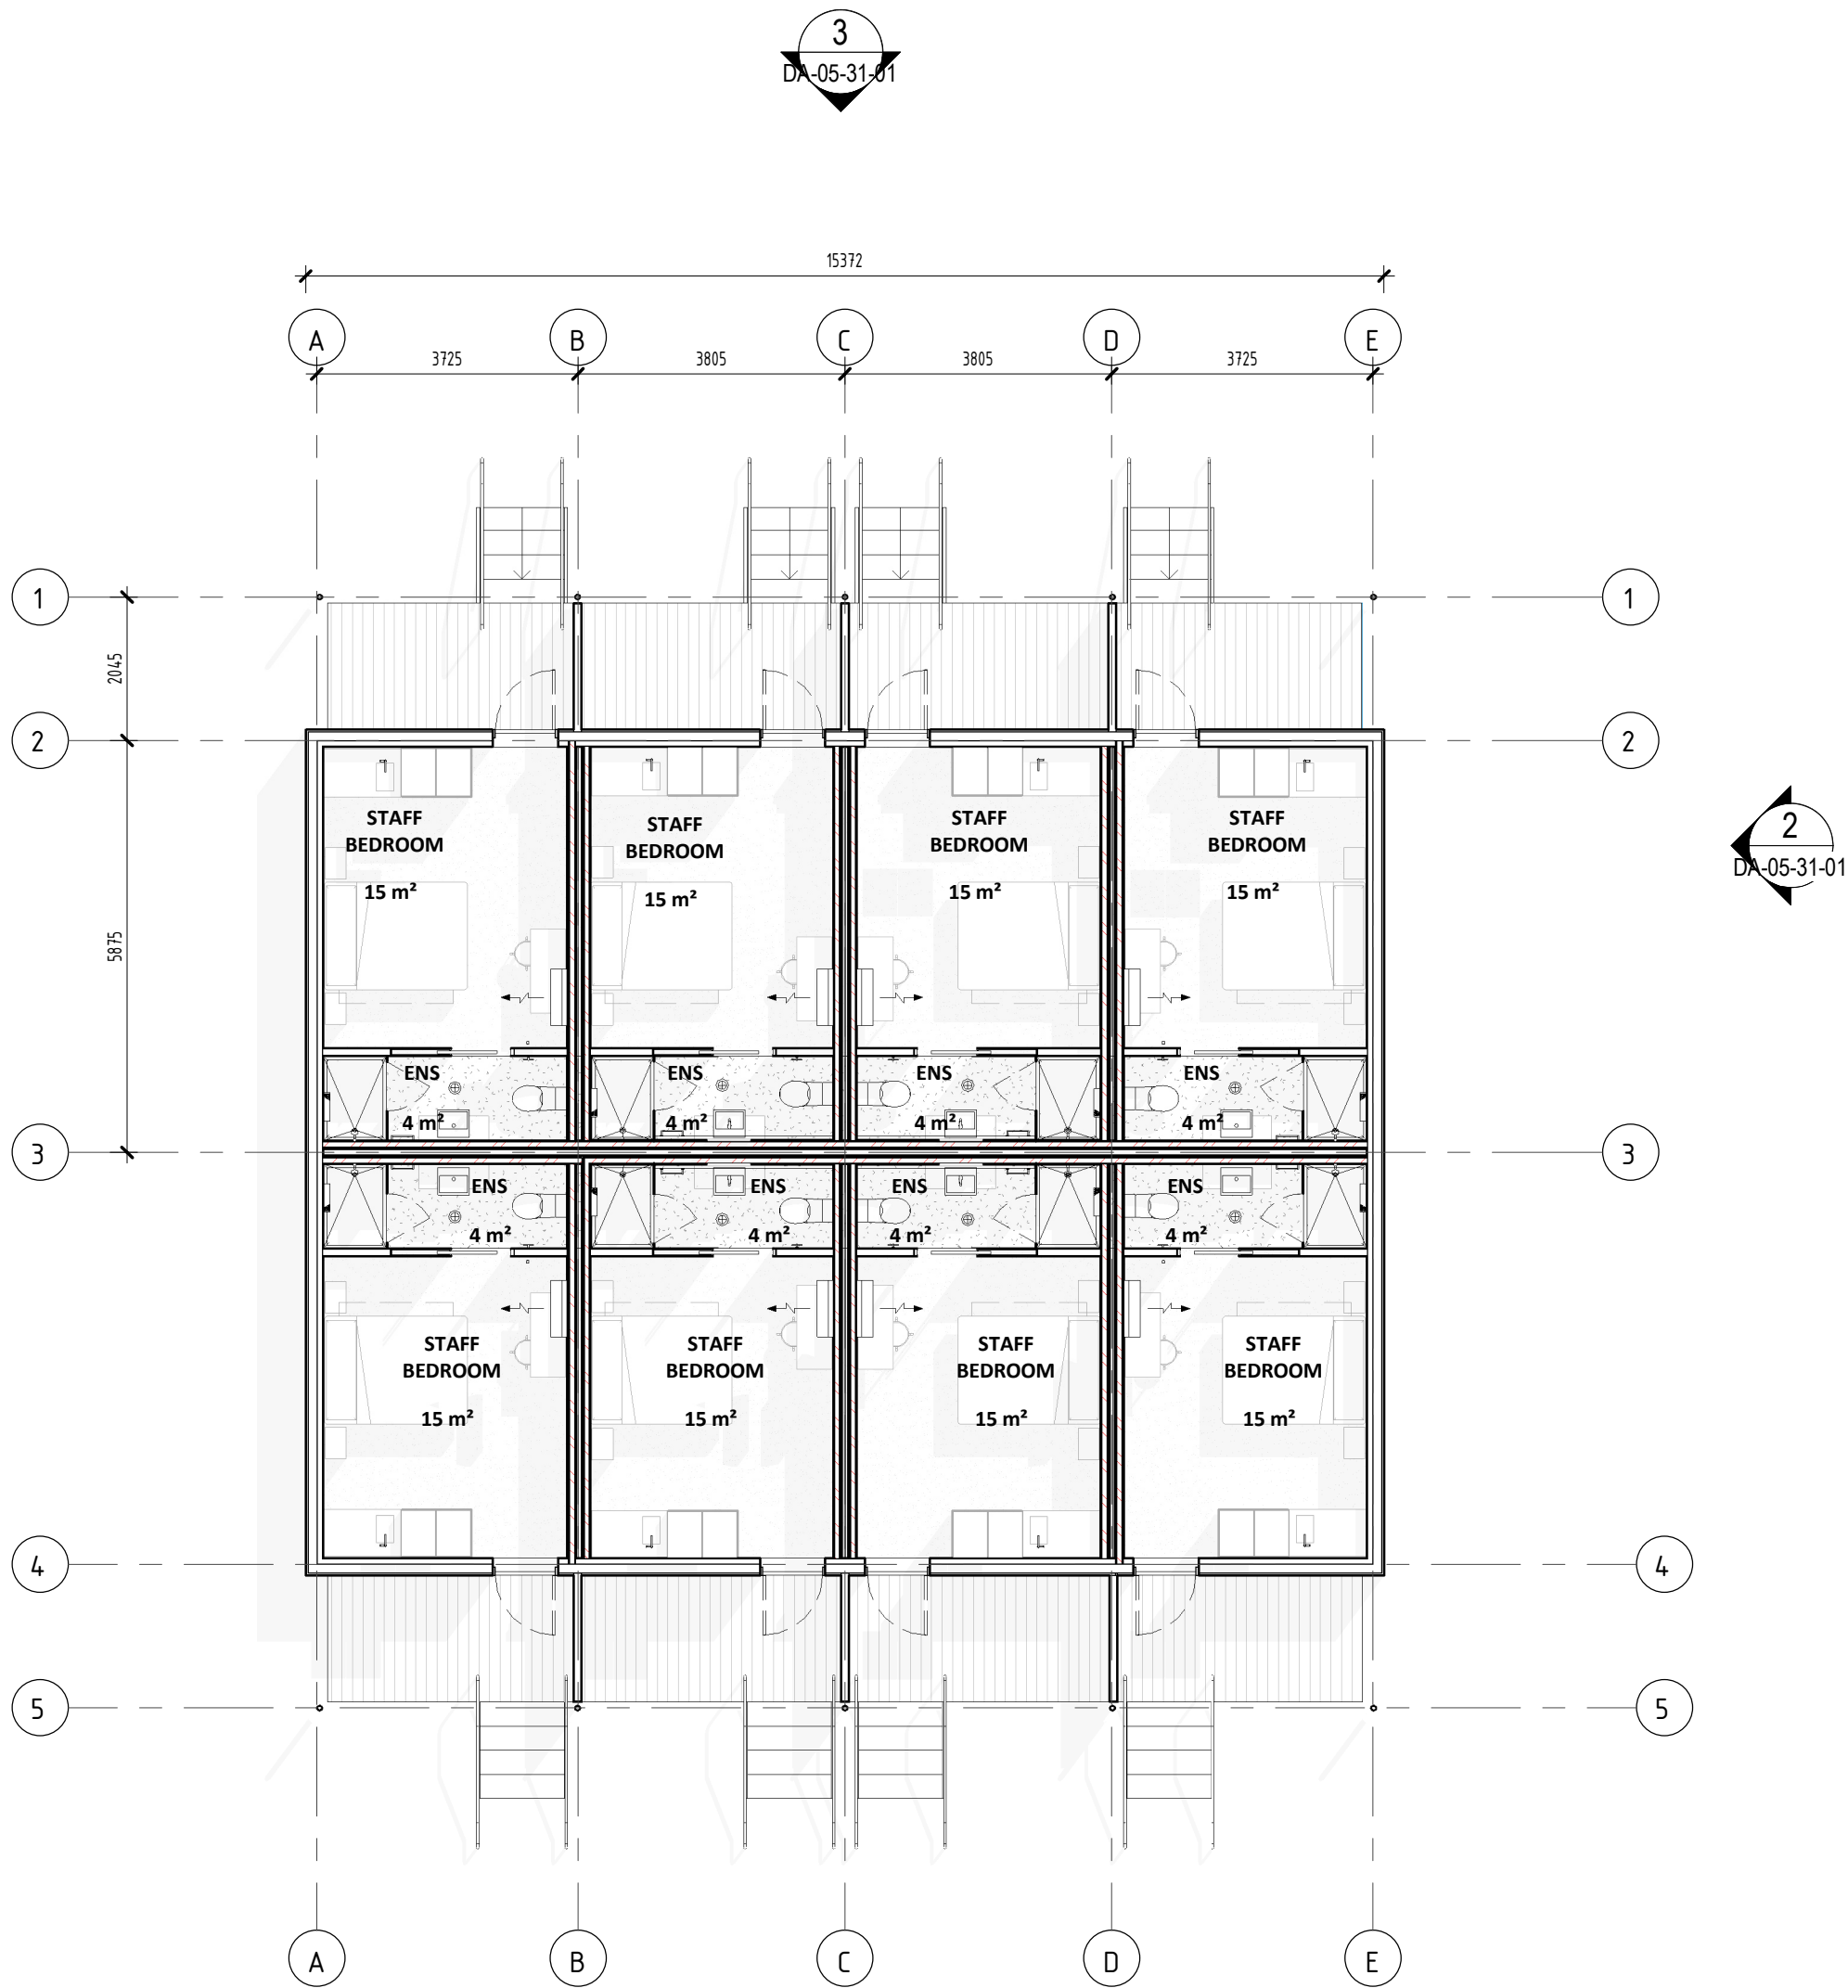 3
DA-05-31-01
15372
A B C D E
3725 3805 3805 3725
1 1
2045
2 2
STAFF STAFF STAFF STAFF
BEDROOM BEDROOM BEDROOM BEDROOM
15 m² 15 m² 15 m² 15 m²
2
DA-05-31-01
5875
ENS ENS ENS ENS
4 m² 4 m² 4 m² 4 m²
3 3
ENS ENS ENS ENS
4 m² 4 m² 4 m² 4 m²
STAFF STAFF STAFF STAFF
BEDROOM BEDROOM BEDROOM BEDROOM
15 m² 15 m² 15 m² 15 m²
4 4
5 5
A B C D E